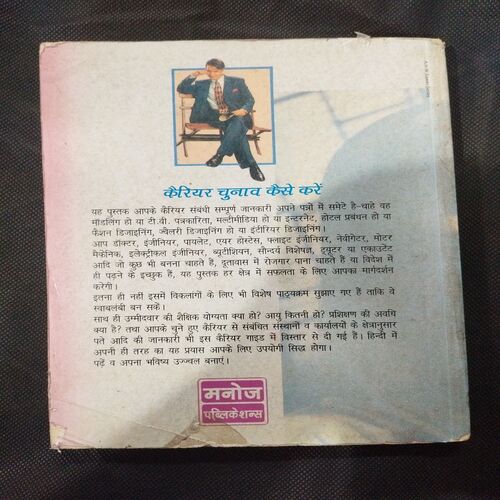 कैरियर चुनाव कैसे करें
यह पुस्तक आपके कैरियर संबंधी सम्पूर्ण जानकारी अपने पन्नों में समेटे है-चाहे वह
मॉडलिंग हो या टी.वी. पत्रकारिता, मल्टीमीडिया हो या इन्टरनेट, होटल प्रबंधन हो या
फैशन डिजाइनिंग, ज्वैलरी डिजाइनिंग हो या इंटीरियर डिजाइनिंग।
आप डॉक्टर, इंजीनियर, पायलेट, एयर होस्टेस, फ्लाइट इंजीनियर, नेवीगेटर, मोटर
मैकेनिक, इलेक्ट्रीकल इंजीनियर, ब्यूटीशियन, सौन्दर्य विशेषज्ञ, ट्यूटर या एकाउटेंट
आदि जो कुछ भी बनना चाहते है, दूतावास में रोजगार पाना चाहते हैं या विदेश में
ही पढ़ने के इच्छुक हैं, यह पुस्तक हर क्षेत्र में सफलता के लिए आपका मार्गदर्शन
करेगी।
इतना ही नही इसमें विकलांगों के लिए भी विशेष पाठ्यक्रम सुझाए गए हैं ताकि वे
स्वाबलंबी बन सकें।
साथ ही उम्मीदवार की शैक्षिक योग्यता क्या हो? आयु कितनी हो? प्रशिक्षण की अवधि
क्या है? तथा आपके चुने हुए कैरियर से संबंधित संस्थानों व कार्यालयों के क्षेत्रानुसार
पते आदि की जानकारी भी इस कैरियर गाइड में विस्तार से दी गई हैं। हिन्दी में
अपनी ही तरह का यह प्रयास आपके लिए उपयोगी सिद्ध होगा।
पढ़ें व अपना भविष्य उज्ज्वल बनाएं।
मनोज
पब्लिकेशन्स